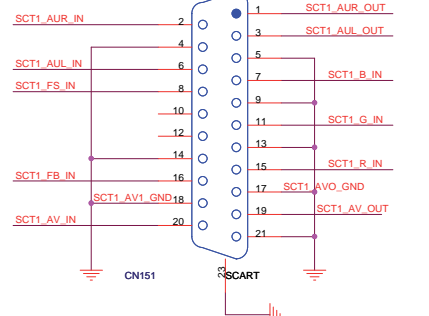 SCT1_AUR_OUT
1
SCT1_AUR_IN
2
SCT1_AUL_OUT
3
4
5
SCT1_AUL_IN
6
SCT1_B_IN
7
SCT1_FS_IN
8
9
10
SCT1_G_IN
11
12
13
14
SCT1_R_IN
15
SCT1_FB_IN
16
17
SCT1_AVO_GND
SCT1_AV1_GND
18
19
SCT1_AV_OUT
SCT1_AV_IN
20
21
CN151
23
SCART